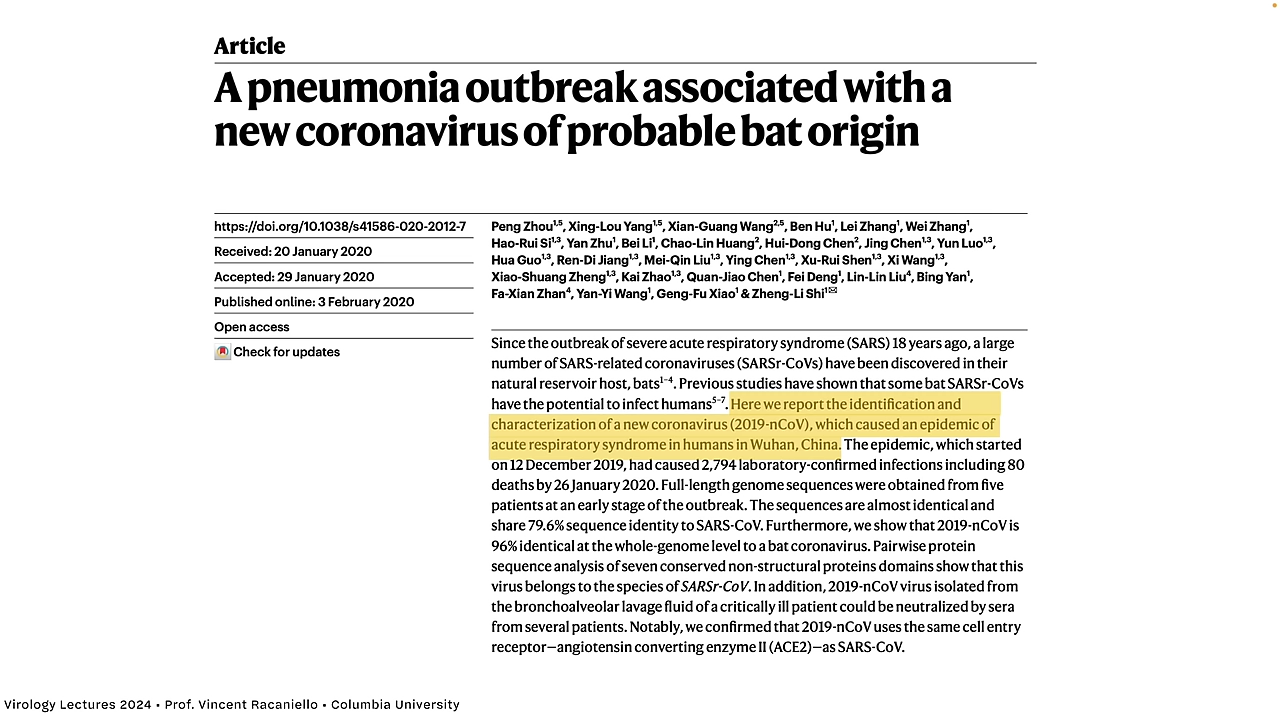 Article
A pneumonia outbreak associated with a
new coronavirus of probable bat origin
https://doi.org/10.1038/s41586-020-2012-7
Received: 20 January 2020
Accepted: 29 January 2020
Published online: 3 February 2020
Open access
Check for updates
Peng Zhou1,5, Xing-Lou Yang1,5, Xian-Guang Wang2,5, Ben Hu1, Lei Zhang1, Wei Zhang1,
Hao-Rui Si1,3, Yan Zhu1, Bei Li1, Chao-Lin Huang2, Hui-Dong Chen2, Jing Chen1,3, Yun Luo1,3,
Hua Guo1,3, Ren-Di Jiang1,3, Mei-Qin Liu1,3, Ying Chen1,3, Xu-Rui Shen1,3, Xi Wang1,3,
Xiao-Shuang Zheng1,3, Kai Zhao1,3, Quan-Jiao Chen1, Fei Deng1, Lin-Lin Liu4, Bing Yan1,
Fa-Xian Zhan4, Yan-Yi Wang1, Geng-Fu Xiao1 & Zheng-Li Shi1✉
Since the outbreak of severe acute respiratory syndrome (SARS) 18 years ago, a large
number of SARS-related coronaviruses (SARSr-CoVs) have been discovered in their
natural reservoir host, bats1–4. Previous studies have shown that some bat SARSr-CoVs
have the potential to infect humans5–7. Here we report the identification and
characterization of a new coronavirus (2019-nCoV), which caused an epidemic of
acute respiratory syndrome in humans in Wuhan, China. The epidemic, which started
on 12 December 2019, had caused 2,794 laboratory-confirmed infections including 80
deaths by 26 January 2020. Full-length genome sequences were obtained from five
patients at an early stage of the outbreak. The sequences are almost identical and
share 79.6% sequence identity to SARS-CoV. Furthermore, we show that 2019-nCoV is
96% identical at the whole-genome level to a bat coronavirus. Pairwise protein
sequence analysis of seven conserved non-structural proteins domains show that this
virus belongs to the species of SARSr-CoV. In addition, 2019-nCoV virus isolated from
the bronchoalveolar lavage fluid of a critically ill patient could be neutralized by sera
from several patients. Notably, we confirmed that 2019-nCoV uses the same cell entry
receptor—angiotensin converting enzyme II (ACE2)—as SARS-CoV.
Virology Lectures 2024 • Prof. Vincent Racaniello • Columbia University